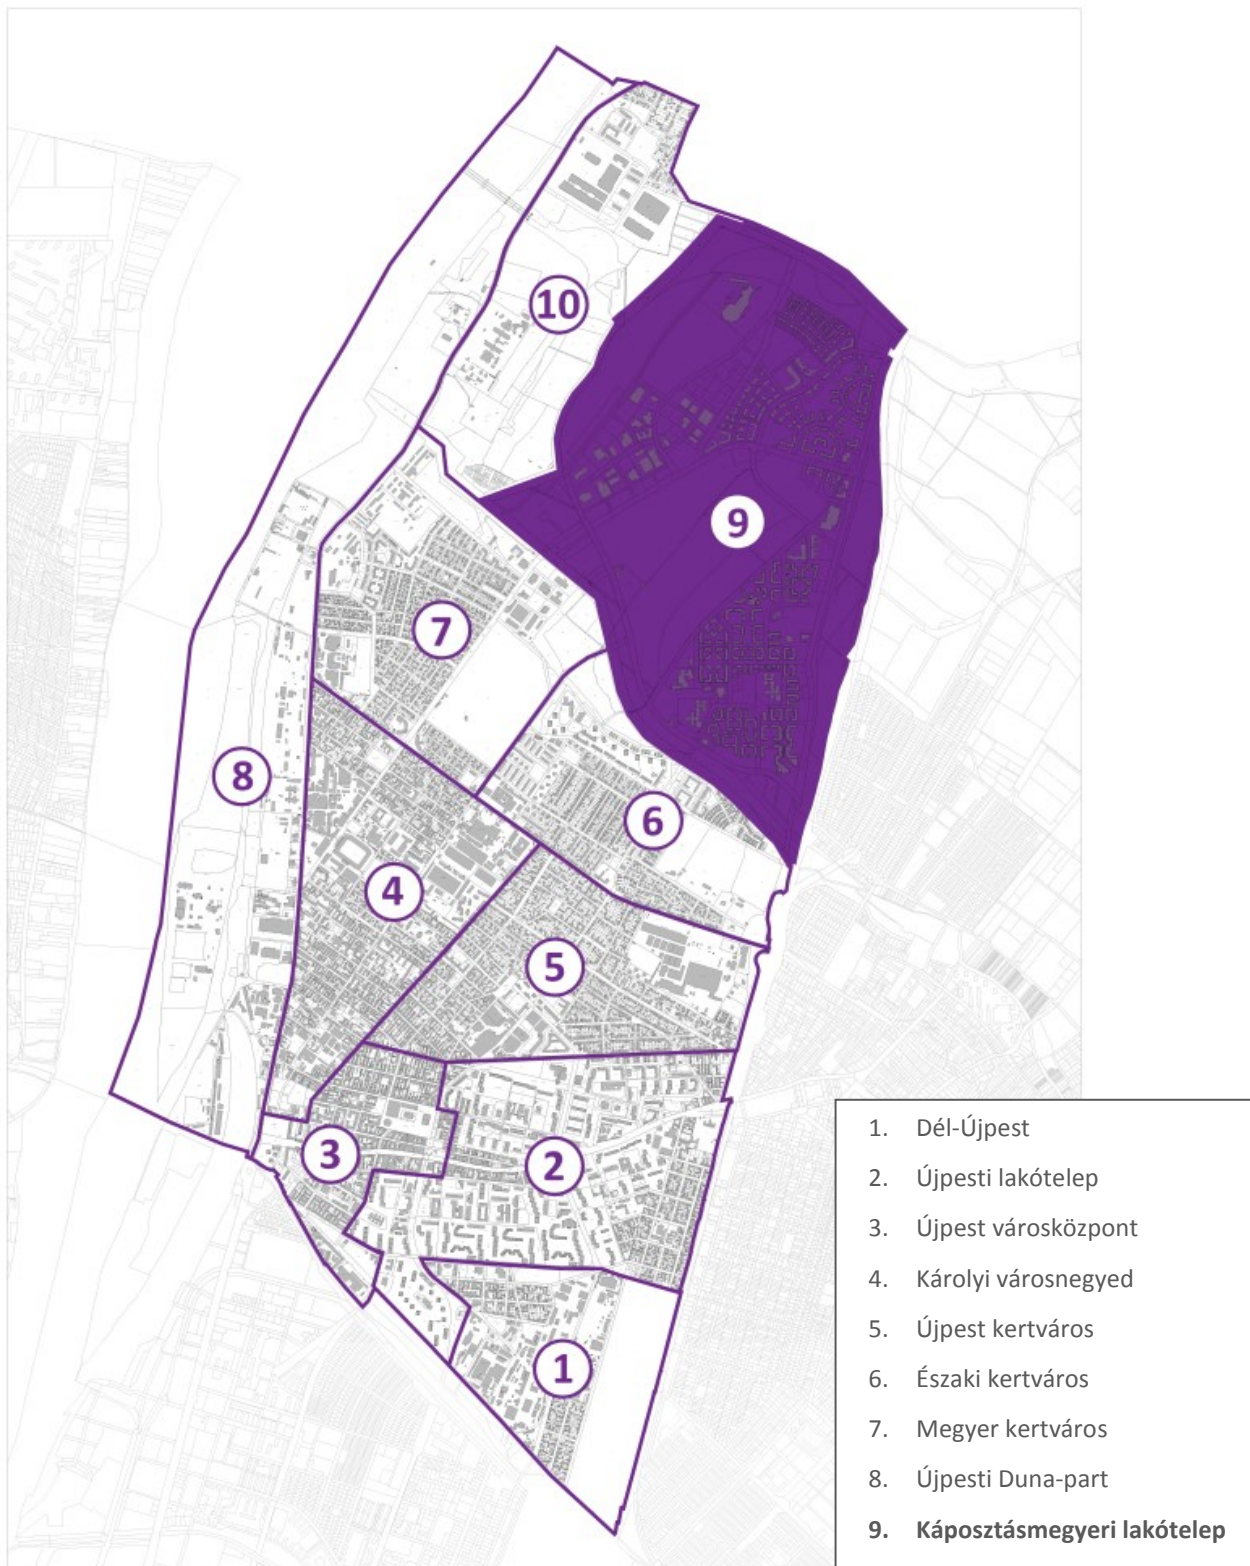 10
9
7
8
6
4
5
3
2
1
1. Dél-Újpest
2. Újpesti lakótelep
3. Újpest városközpont
4. Károlyi városnegyed
5. Újpest kertváros
6. Északi kertváros
7. Megyer kertváros
8. Újpesti Duna-part
9. Káposztásmegyeri lakótelep